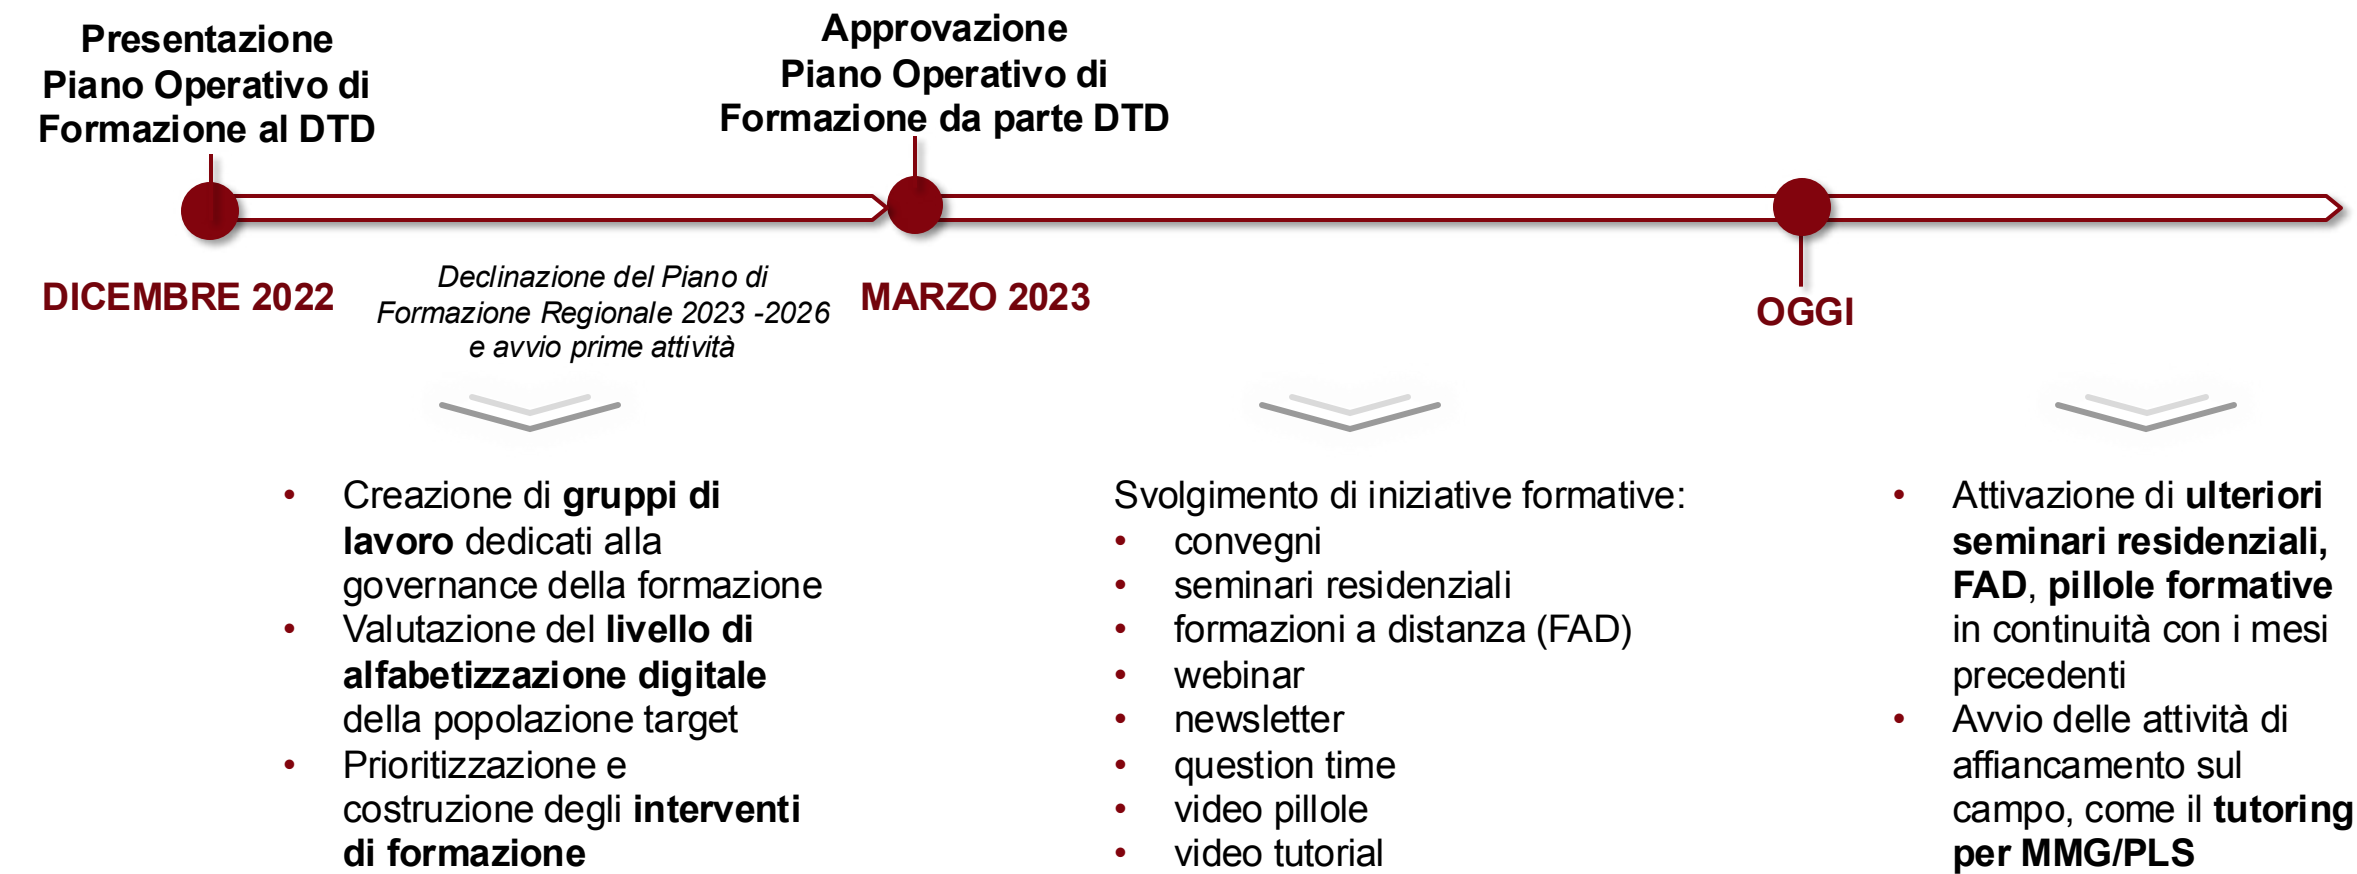 Presentazione
Piano Operativo di
Formazione al DTD
Approvazione
Piano Operativo di
Formazione da parte DTD
DICEMBRE 2022
Declinazione del Piano di
Formazione Regionale 2023 -2026
e avvio prime attività
MARZO 2023
OGGI
• Creazione di gruppi di
lavoro dedicati alla
governance della formazione
• Valutazione del livello di
alfabetizzazione digitale
della popolazione target
• Prioritizzazione e
costruzione degli interventi
di formazione
Svolgimento di iniziative formative:
• convegni
• seminari residenziali
• formazioni a distanza (FAD)
• webinar
• newsletter
• question time
• video pillole
• video tutorial
• Attivazione di ulteriori
seminari residenziali,
FAD, pillole formative
in continuità con i mesi
precedenti
• Avvio delle attività di
affiancamento sul
campo, come il tutoring
per MMG/PLS